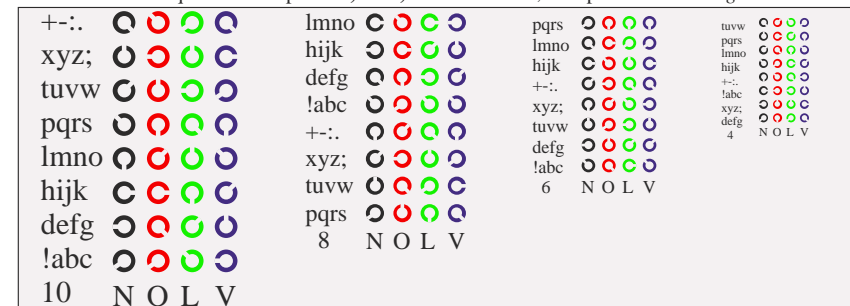 +-:.
xyz;
tuvw
pqrs
lmno
hijk
defg
!abc
10 N O L V
lmno
hijk
defg
!abc
+-:.
xyz;
tuvw
pqrs
8 N O L V
pqrs
lmno
hijk
+-:.
xyz;
tuvw
defg
!abc
6 N O L V
tuvw
pqrs
lmno
hijk
+-:.
!abc
xyz;
defg
4 N O L V